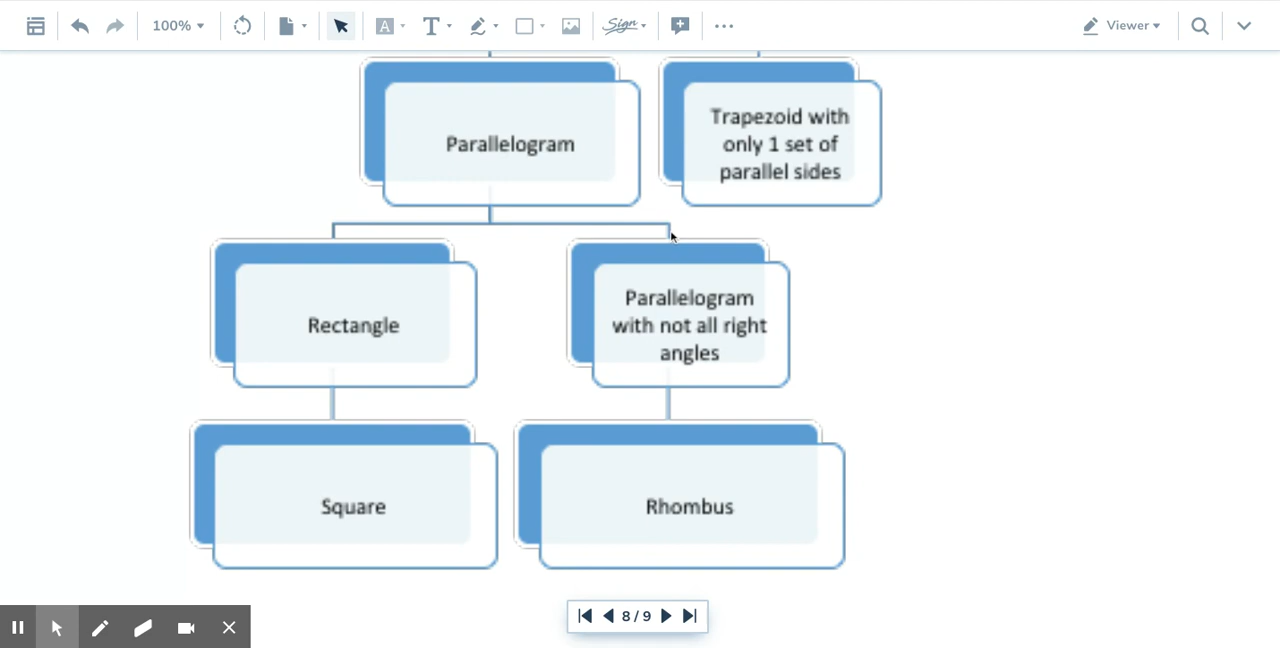 100%
A
T
Sign
Viewer
Parallelogram
Trapezoid with
only 1 set of
parallel sides
Rectangle
Parallelogram
with not all right
angles
Square
Rhombus
8 / 9